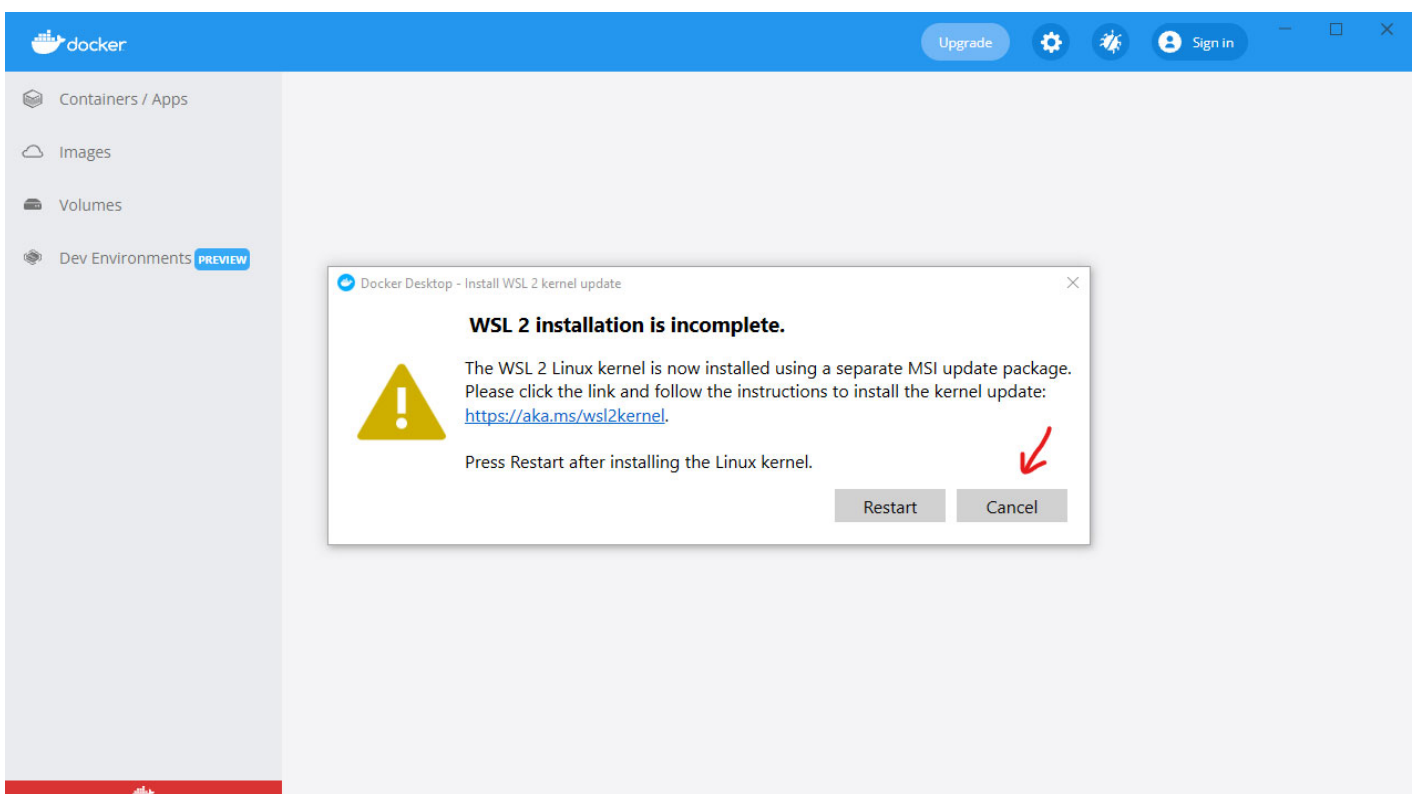 docker
Upgrade
Sign in
Containers / Apps
Images
Volumes
Dev Environments PREVIEW
Docker Desktop - Install WSL 2 kernel update
WSL 2 installation is incomplete.
The WSL 2 Linux kernel is now installed using a separate MSI update package.
Please click the link and follow the instructions to install the kernel update:
https://aka.ms/wsl2kernel.
Press Restart after installing the Linux kernel.
Restart
Cancel